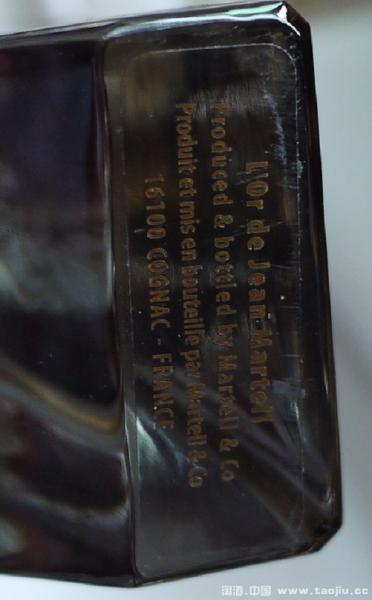 L'Or de Jean Martell
Produced & bottled by Martell & Co
Produit et mis en bouteille par Martell & Co
16100 COGNAC - FRANCE
淘酒.中国 www.taojiu.cc